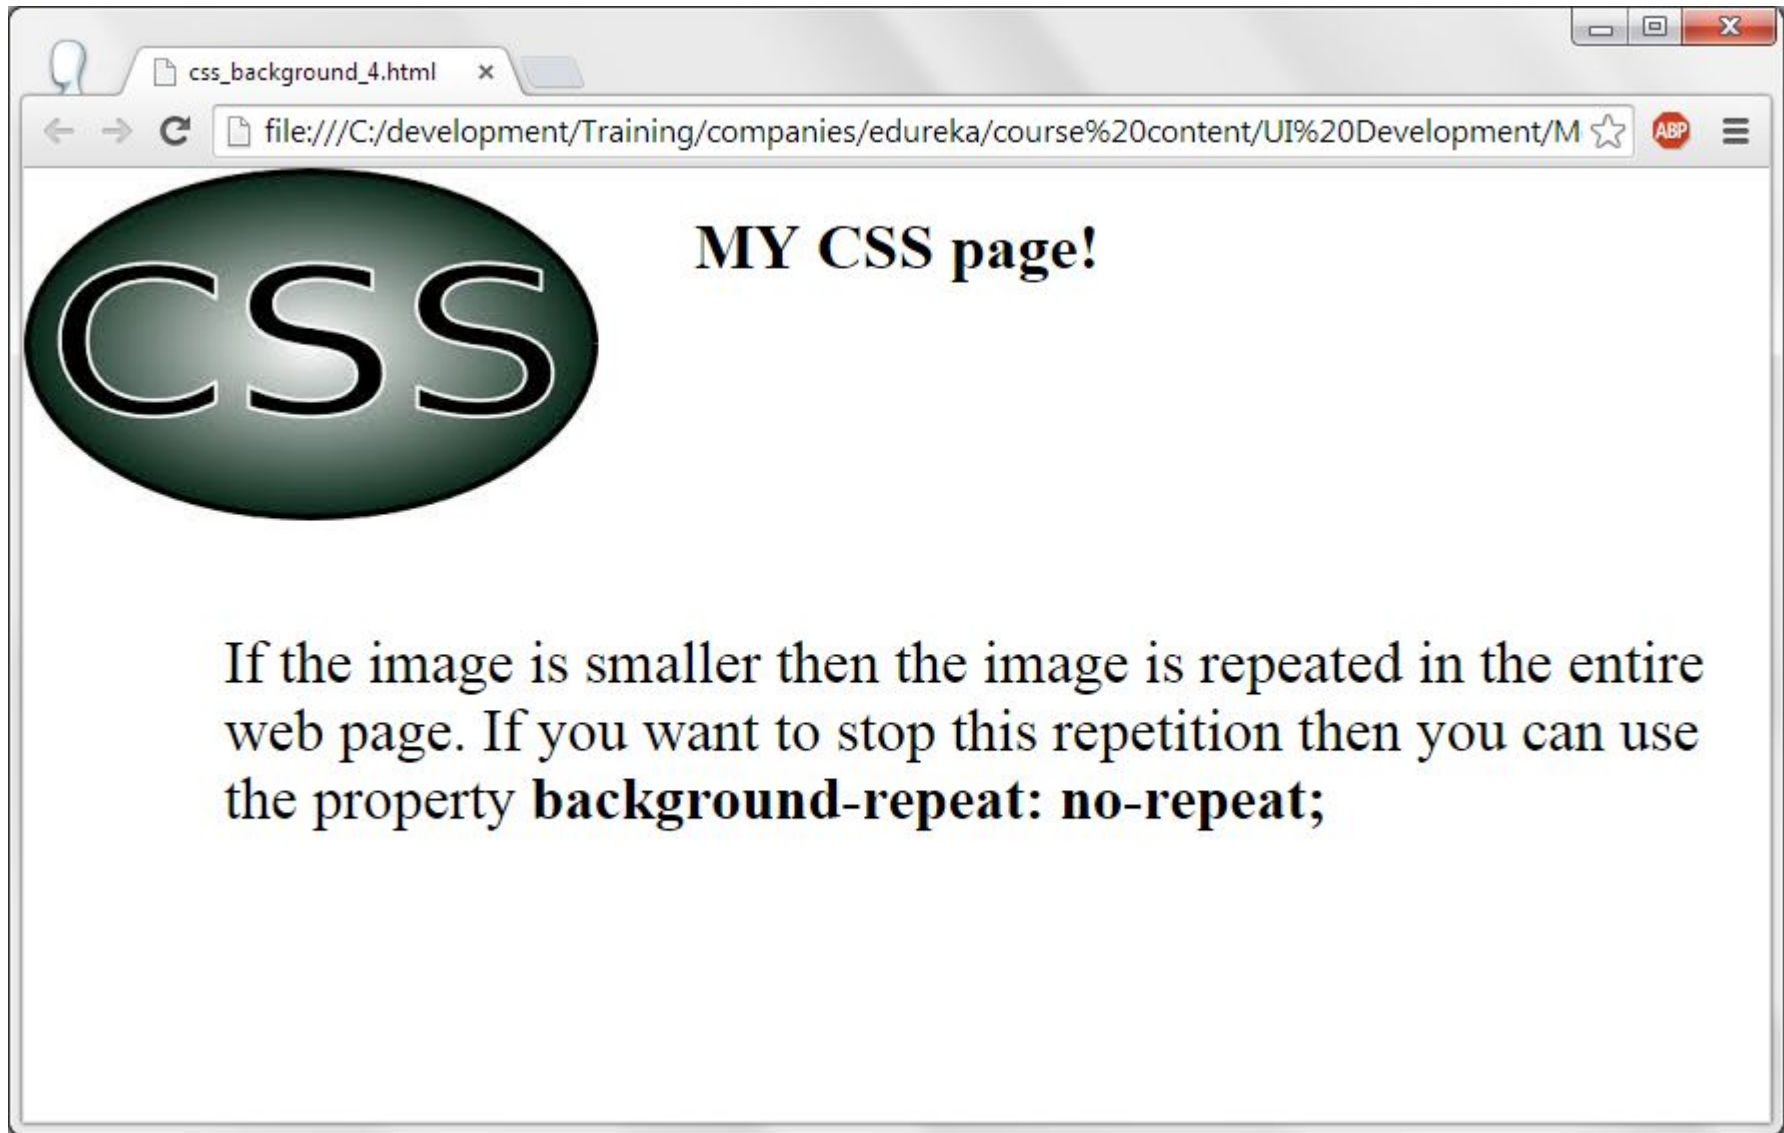 css_background_4.html
file:///C:/development/Training/companies/edureka/course%20content/UI%20Development/M
ABP
CSS
MY CSS page!
If the image is smaller then the image is repeated in the entire
web page. If you want to stop this repetition then you can use
the property background-repeat: no-repeat;